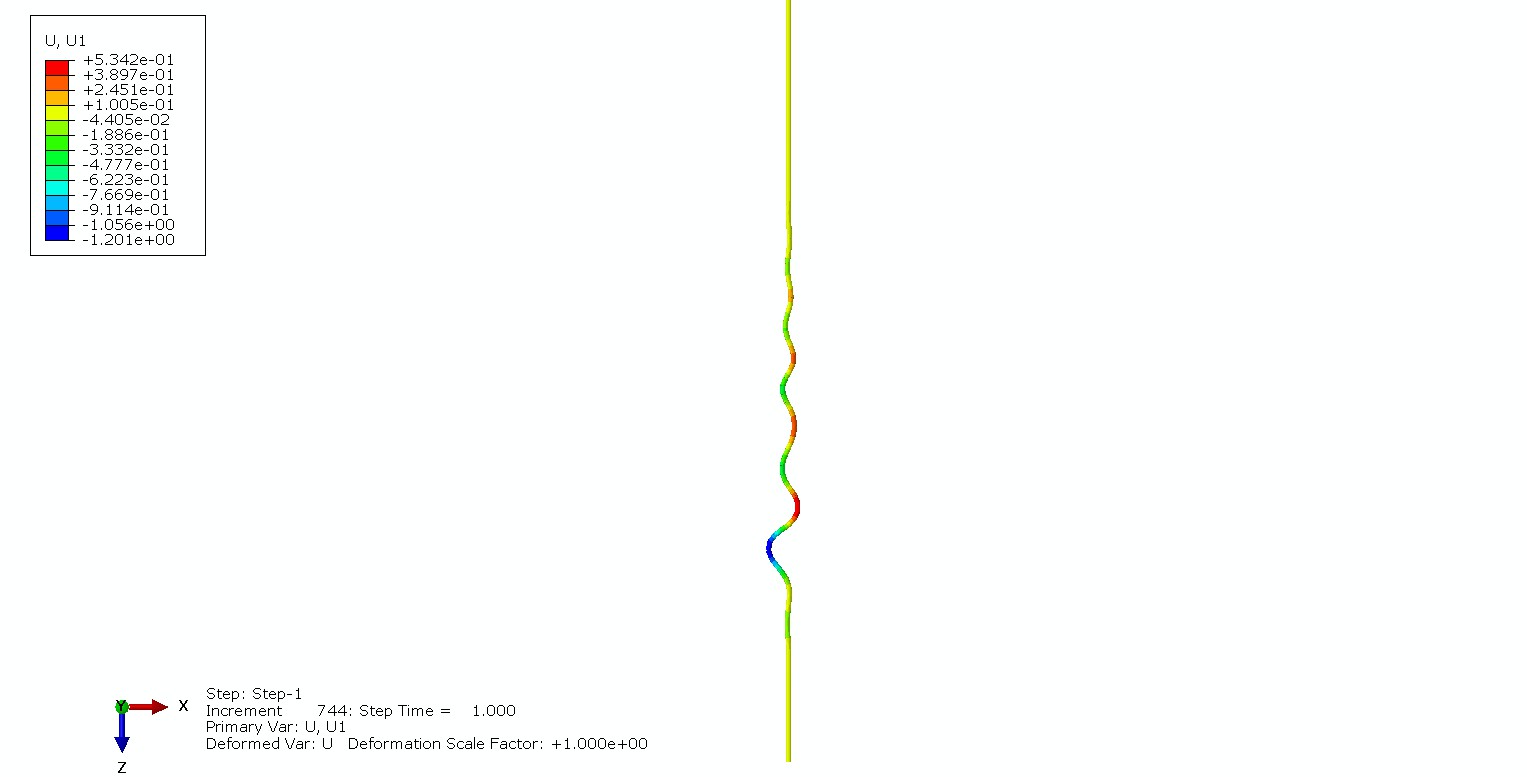 U, U1
+5.342e-01
+3.897e-01
+2.451e-01
+1.005e-01
-4.405e-02
-1.886e-01
-3.332e-01
-4.777e-01
-6.223e-01
-7.669e-01
-9.114e-01
-1.056e+00
-1.201e+00
Y
X
Z
Step: Step-1
Increment 744: Step Time = 1.000
Primary Var: U, U1
Deformed Var: U Deformation Scale Factor: +1.000e+00